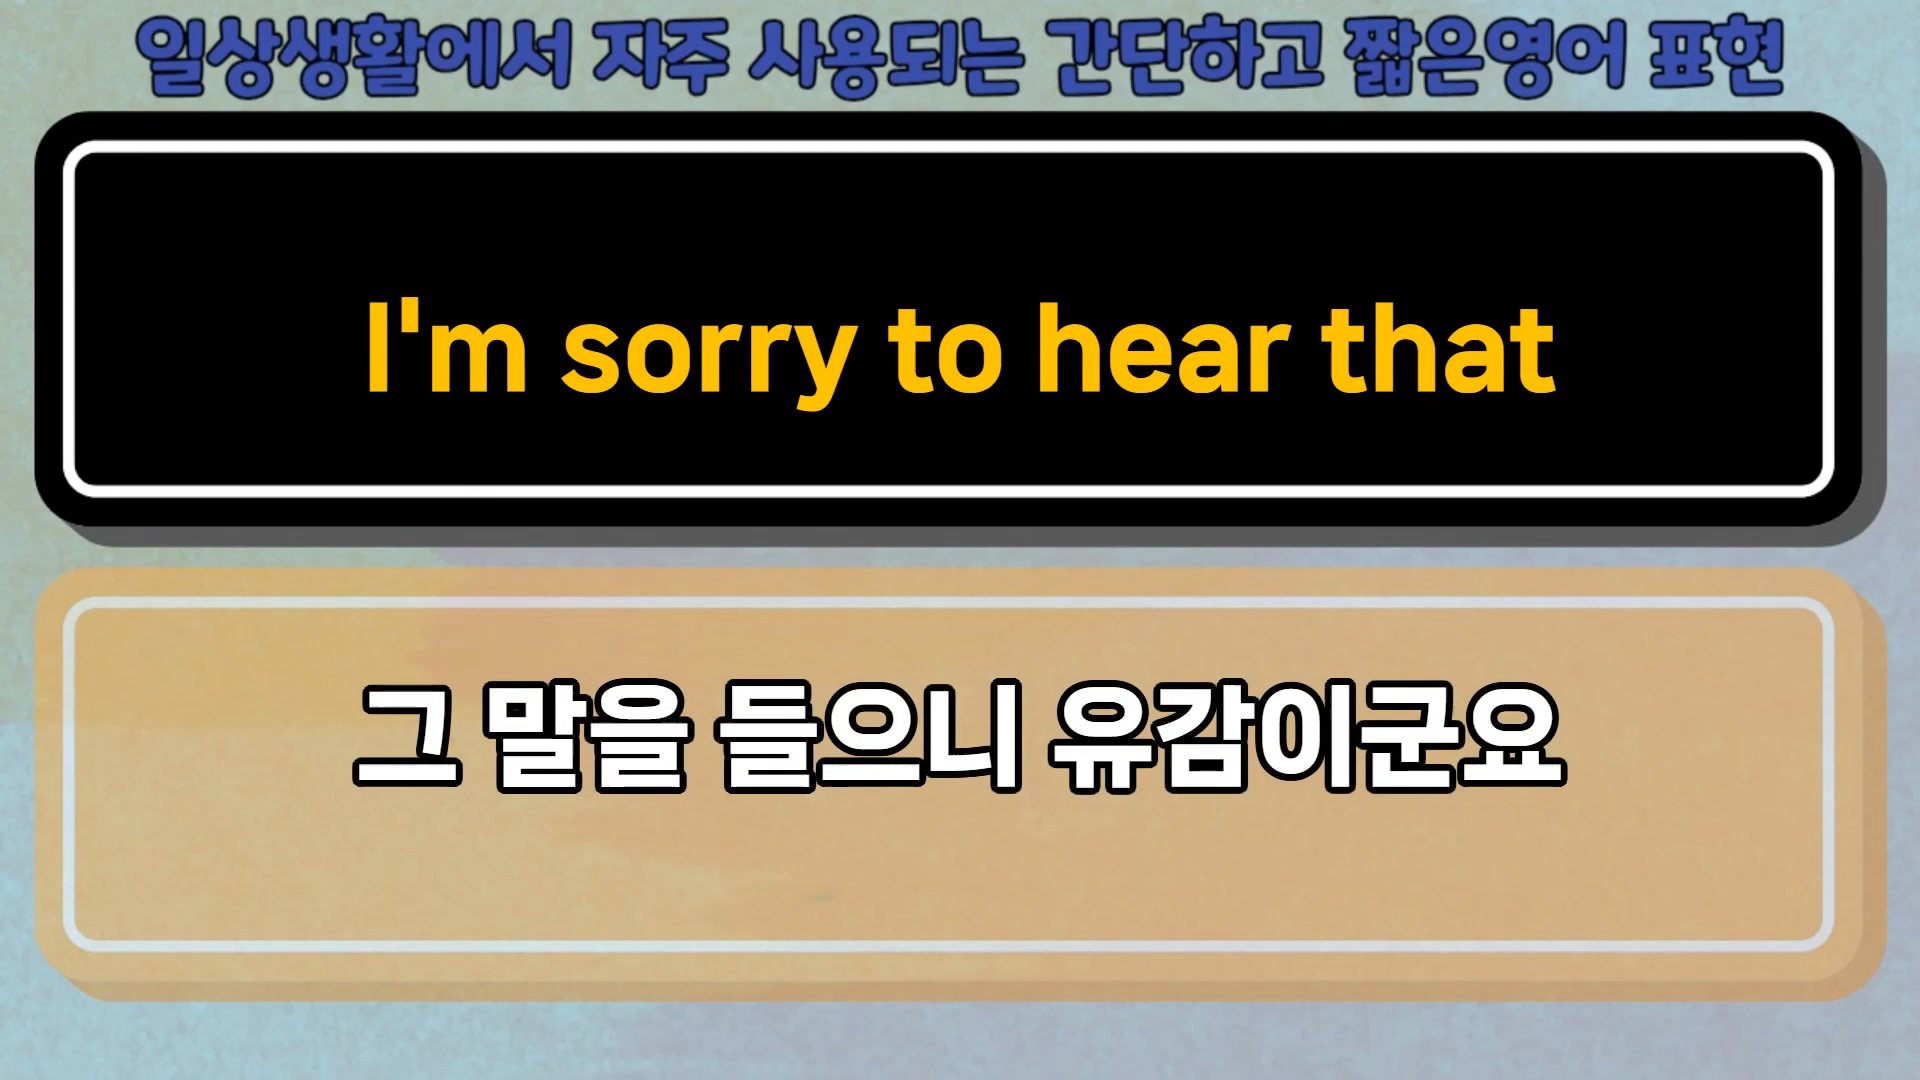 일상생활에서 자주 사용되는 간단하고 짧은영어 표현
I'm sorry to hear that
그 말을 들으니 유감이군요